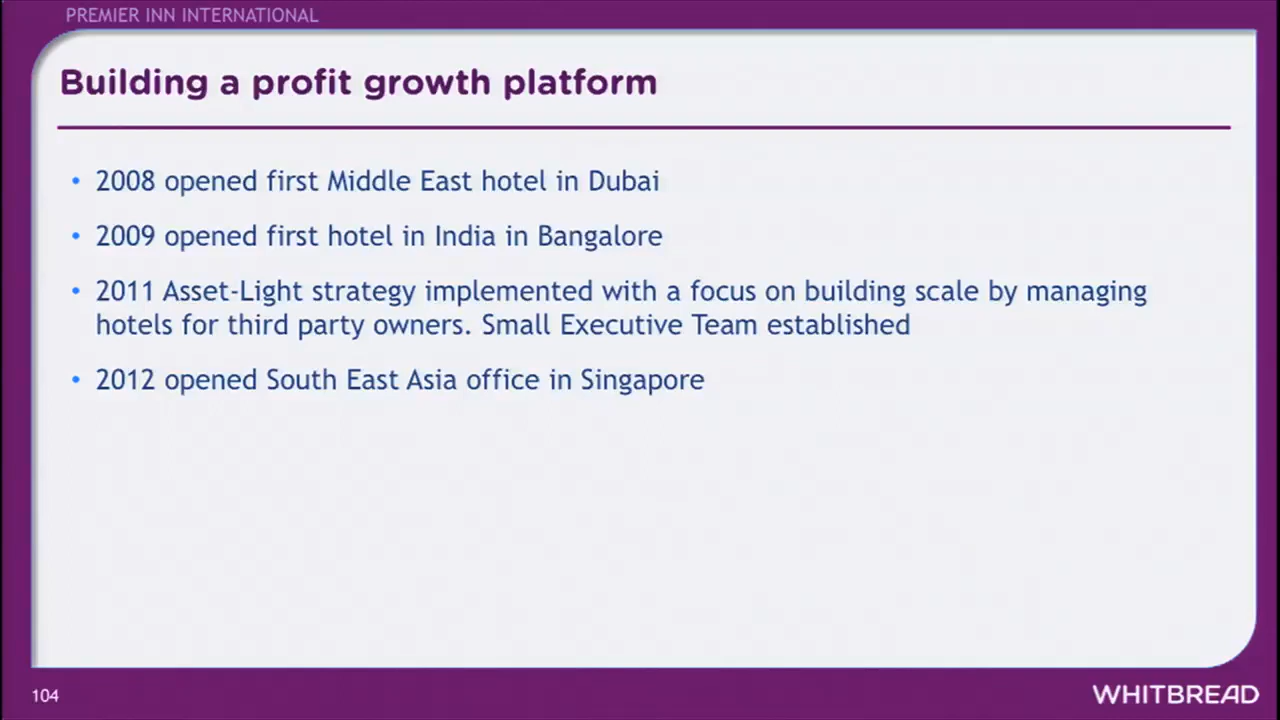 PREMIER INN INTERNATIONAL
Building a profit growth platform
• 2008 opened first Middle East hotel in Dubai
• 2009 opened first hotel in India in Bangalore
• 2011 Asset-Light strategy implemented with a focus on building scale by managing
hotels for third party owners. Small Executive Team established
• 2012 opened South East Asia office in Singapore
104
WHITBREAD